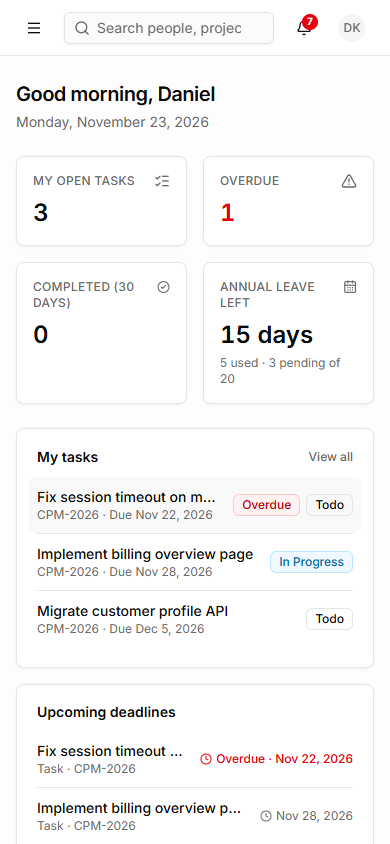 Search people, projec
7
DK
Good morning, Daniel
Monday, November 23, 2026
MY OPEN TASKS
3
OVERDUE
1
COMPLETED (30
DAYS)
0
ANNUAL LEAVE
LEFT
15 days
5 used · 3 pending of
20
My tasks
View all
Fix session timeout on m...
Overdue
Todo
CPM-2026 · Due Nov 22, 2026
Implement billing overview page
In Progress
CPM-2026 · Due Nov 28, 2026
Migrate customer profile API
Todo
CPM-2026 · Due Dec 5, 2026
Upcoming deadlines
Fix session timeout ...
Overdue · Nov 22, 2026
Task · CPM-2026
Implement billing overview p...
Nov 28, 2026
Task · CPM-2026